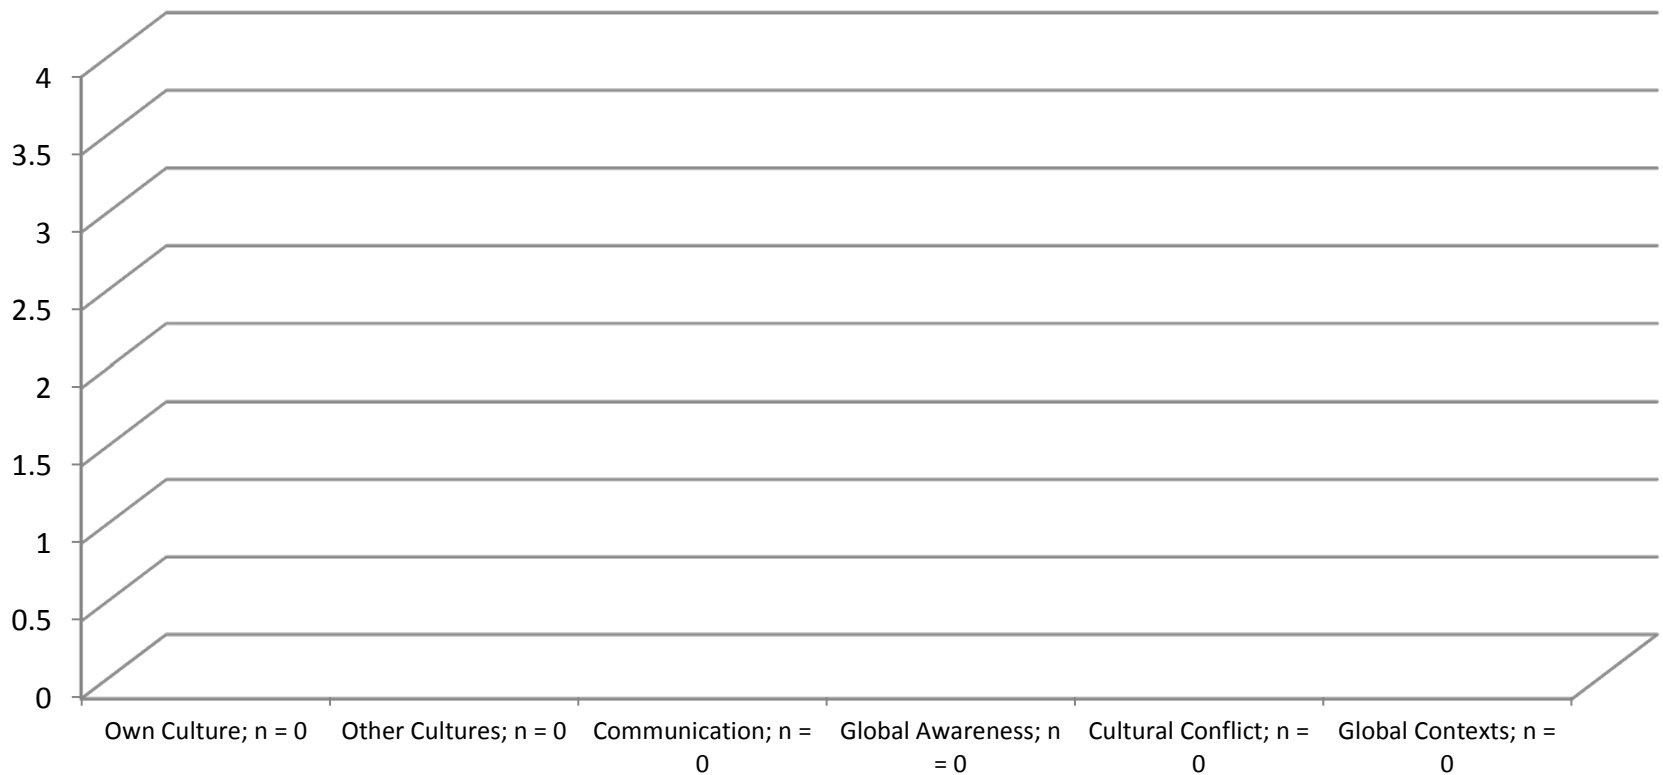 4
3.5
3
2.5
2
1.5
1
0.5
0
Own Culture; n = 0
Other Cultures; n = 0
Communication; n =
0
Global Awareness; n
= 0
Cultural Conflict; n =
0
Global Contexts; n =
0